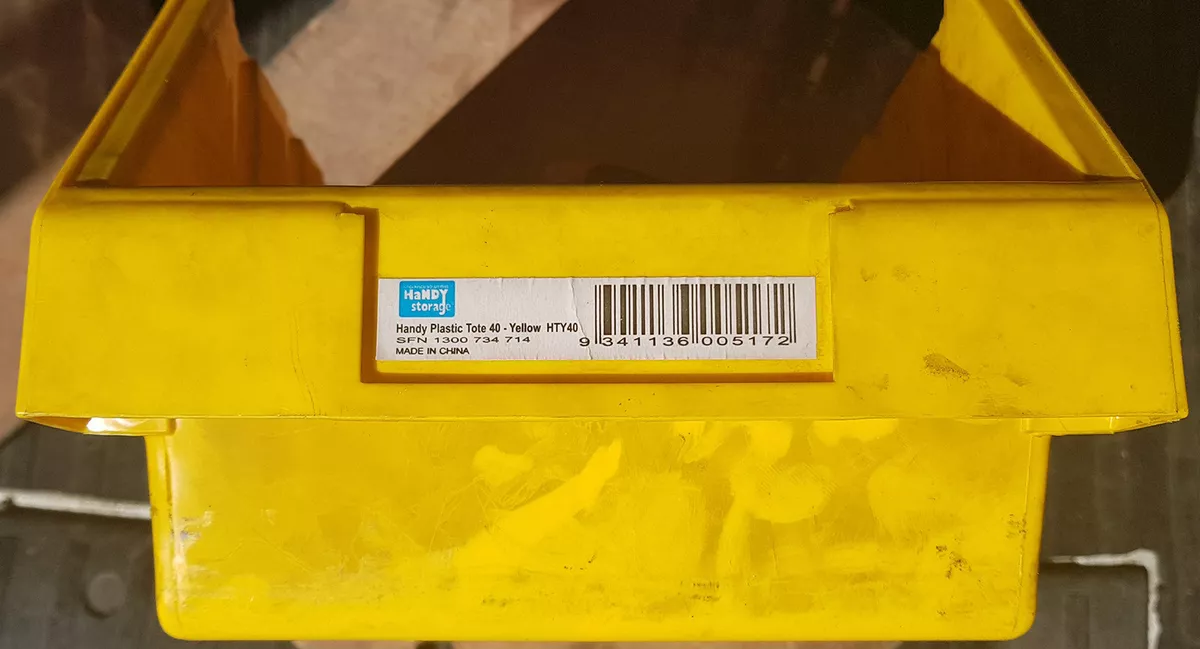 HaNDY
storage
Handy Plastic Tote 40 - Yellow HTY40
SFN 1300 734 714
MADE IN CHINA
9 341136 005172